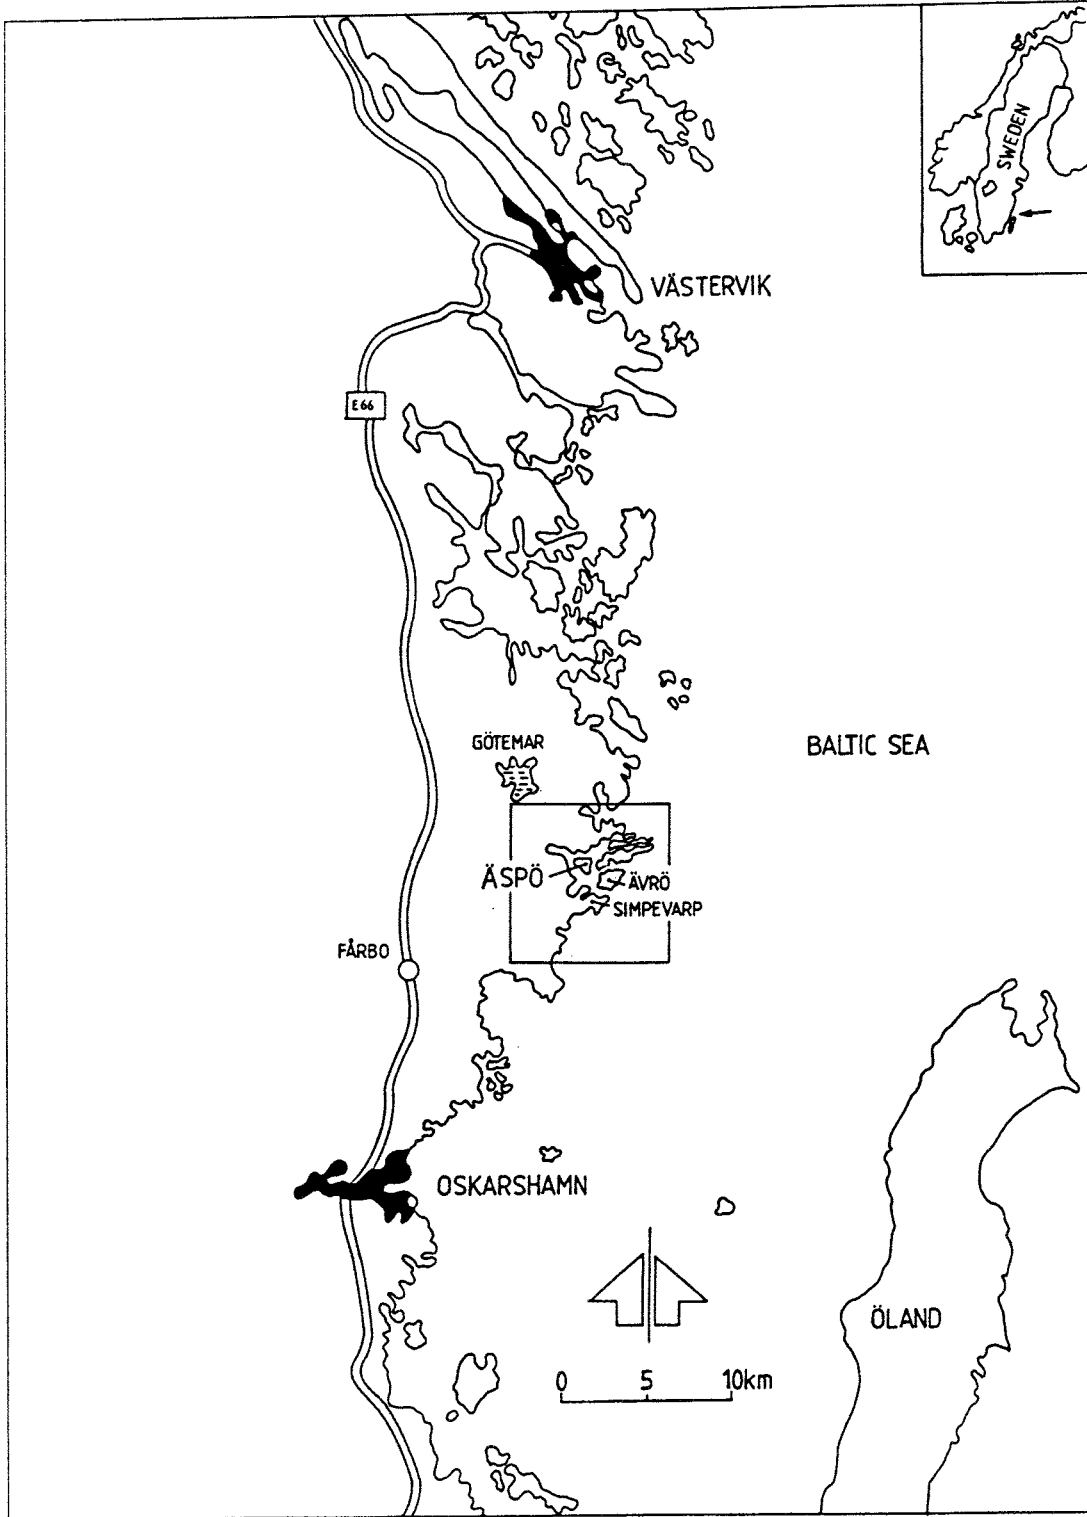 SWEDEN
VÄSTERVIK
E66
BALTIC SEA
GÖTEMAR
ÄSPÖ
ÄVRÖ
SIMPEVARP
FÅRBO
OSKARSHAMN
ÖLAND
0 5 10km